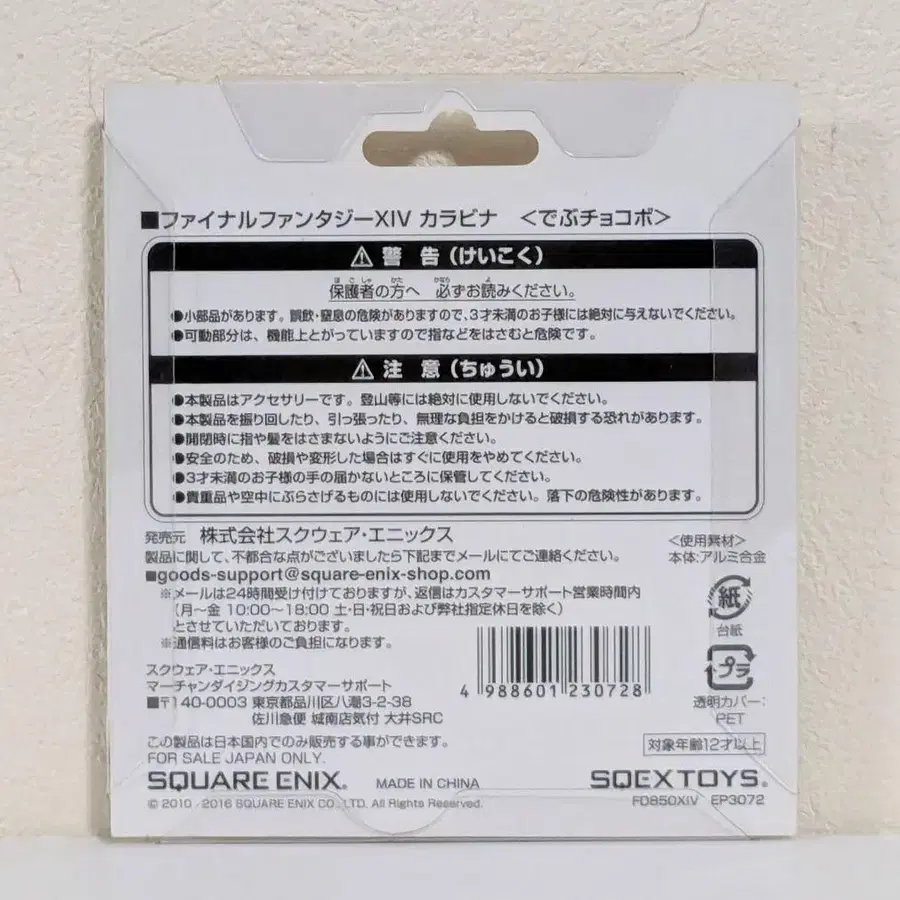 ■ファイナルファンタジーXIV カラビナ <でぶチョコボ>
⚠ 警 告 (けいこく)
保護者の方へ 必ずお読みください。
●小部品があります。誤飲・窒息の危険がありますので、3才未満のお子様には絶対に与えないでください。
●可動部分は、機能上とがっていますので指などをはさむと危険です。
⚠ 注 意 (ちゅうい)
●本製品はアクセサリーです。登山等には絶対に使用しないでください。
●本製品を振り回したり、引っ張ったり、無理な負担をかけると破損する恐れがあります。
●開閉時に指や髪をはさまないようにご注意ください。
●安全のため、破損や変形した場合はすぐに使用をやめてください。
●3才未満のお子様の手の届かないところに保管してください。
●貴重品や空中にぶらさげるものには使用しないでください。落下の危険性があります。
発売元 株式会社スクウェア・エニックス
製品に関して、不都合な点がございましたら下記までメールにてご連絡ください。
■goods-support@square-enix-shop.com
※メールは24時間受け付けておりますが、返信はカスタマーサポート営業時間内
(月〜金 10:00〜18:00 土・日・祝日および弊社指定休日を除く)
とさせていただいております。
※通信料はお客様のご負担になります。
スクウェア・エニックス
マーチャンダイジングカスタマーサポート
■〒140-0003 東京都品川区八潮3-2-38
佐川急便 城南店気付 大井SRC
この製品は日本国内でのみ販売する事ができます。
FOR SALE JAPAN ONLY.
SQUARE ENIX. MADE IN CHINA
© 2010 - 2016 SQUARE ENIX CO., LTD. All Rights Reserved.
<使用素材>
本体:アルミ合金
紙
台紙
プラ
透明カバー:
PET
4 988601 230728
対象年齢12才以上
SQEXTOYS.
FD850XIV EP3072